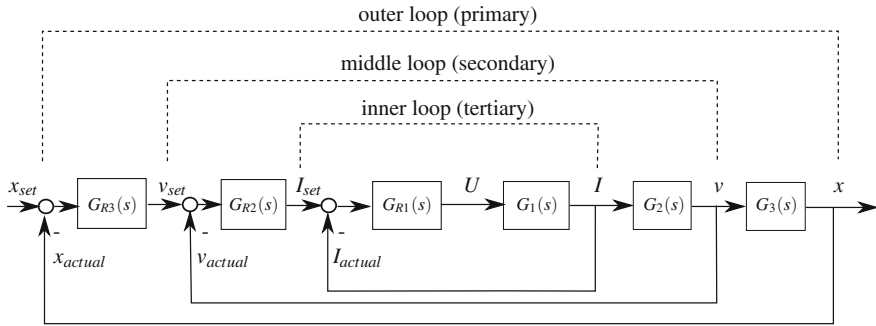 outer loop (primary)
middle loop (secondary)
inner loop (tertiary)
x_set G_R3(s) v_set G_R2(s) I_set G_R1(s) U G_1(s) I G_2(s) v G_3(s) x
- - -
x_actual v_actual I_actual